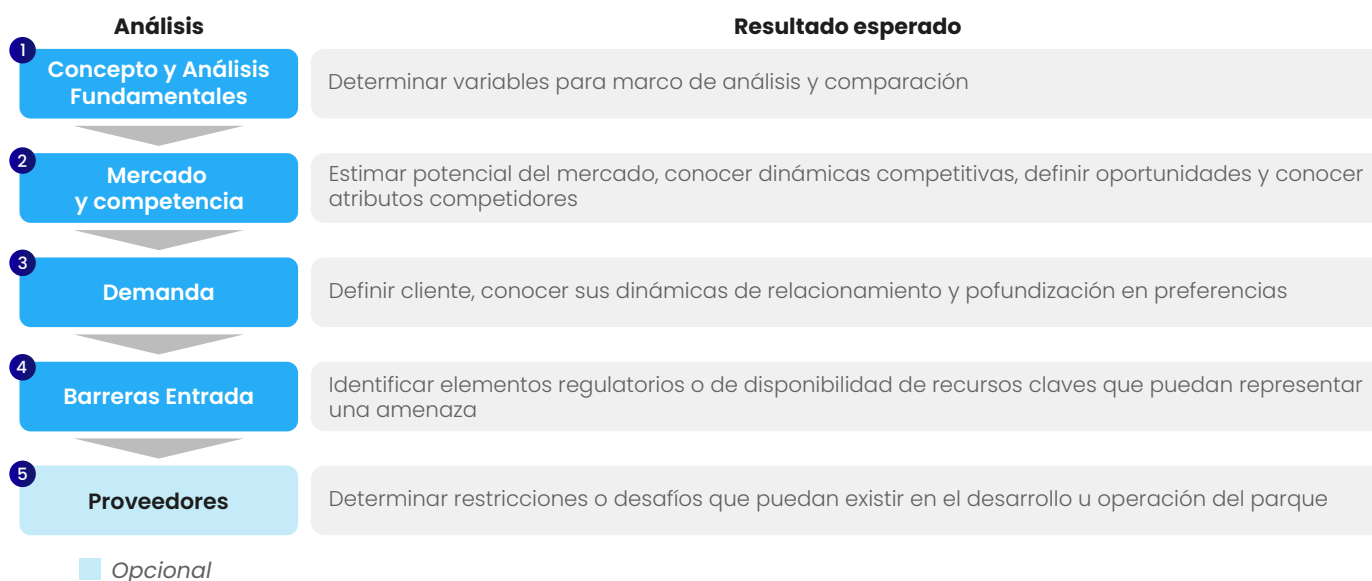 Análisis
Resultado esperado
1
Concepto y Análisis
Fundamentales
Determinar variables para marco de análisis y comparación
2
Mercado
y competencia
Estimar potencial del mercado, conocer dinámicas competitivas, definir oportunidades y conocer
atributos competidores
3
Demanda
Definir cliente, conocer sus dinámicas de relacionamiento y pofundización en preferencias
4
Barreras Entrada
Identificar elementos regulatorios o de disponibilidad de recursos claves que puedan representar
una amenaza
5
Proveedores
Determinar restricciones o desafíos que puedan existir en el desarrollo u operación del parque
Opcional